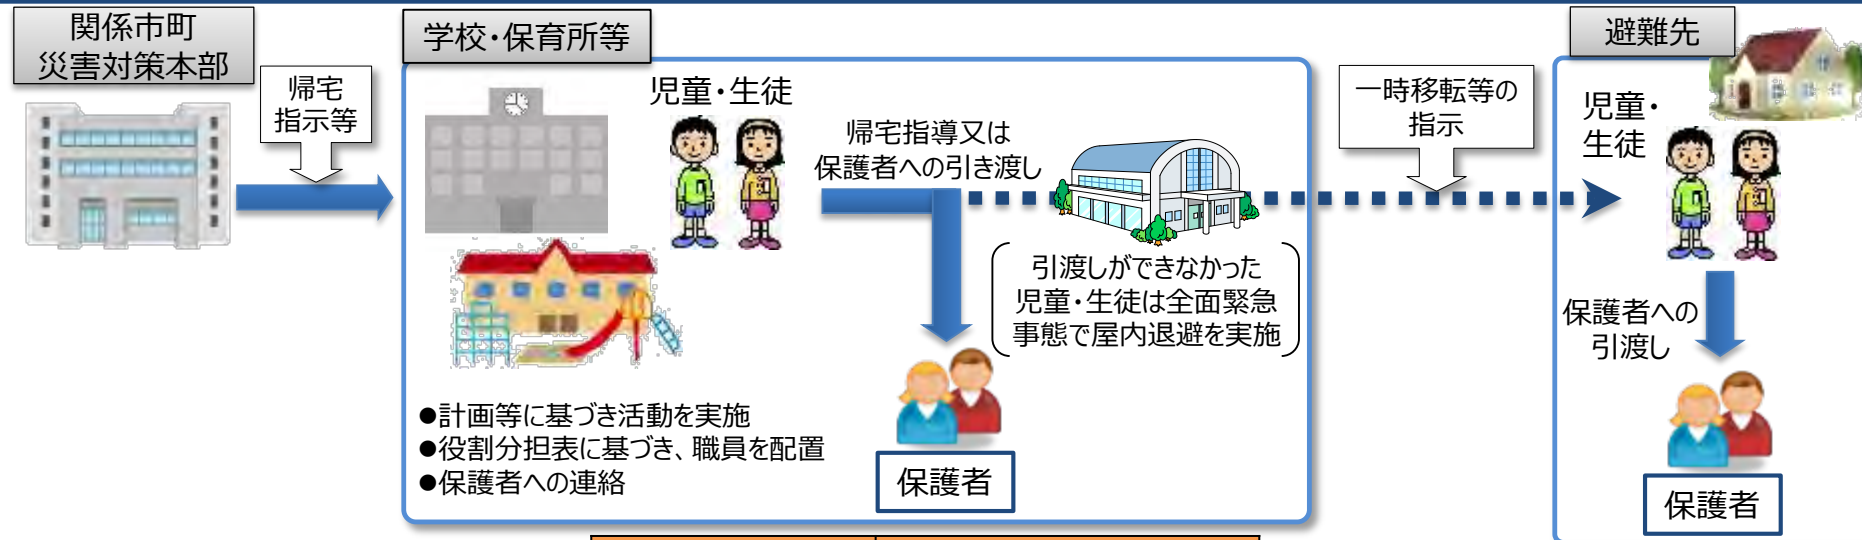 関係市町
災害対策本部
帰宅
指示等
学校・保育所等
児童・生徒
帰宅指導又は
保護者への引き渡し
引渡しができなかった
児童・生徒は全面緊急
事態で屋内退避を実施
●計画等に基づき活動を実施
●役割分担表に基づき、職員を配置
●保護者への連絡
保護者
一時移転等の
指示
避難先
児童・
生徒
保護者への
引渡し
保護者